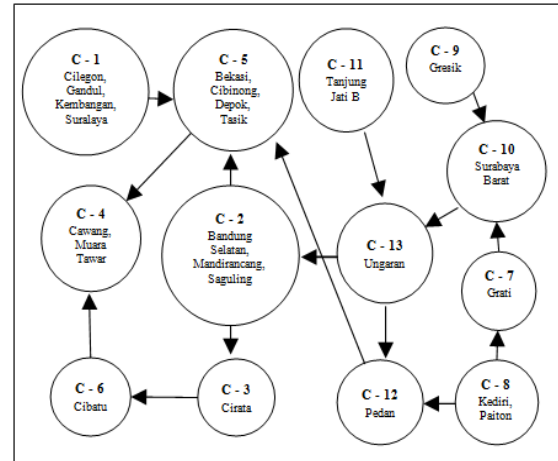 C - 1
Cilegon,
Gandul,
Kembangan,
Suralaya
C - 5
Bekasi,
Cibinong,
Depok,
Tasik
C - 11
Tanjung
Jati B
C - 9
Gresik
C - 10
Surabaya
Barat
C - 4
Cawang,
Muara
Tawar
C - 2
Bandung
Selatan,
Mandirancang,
Saguling
C - 13
Ungaran
C - 7
Grati
C - 6
Cibatu
C - 3
Cirata
C - 12
Pedan
C - 8
Kediri,
Paiton